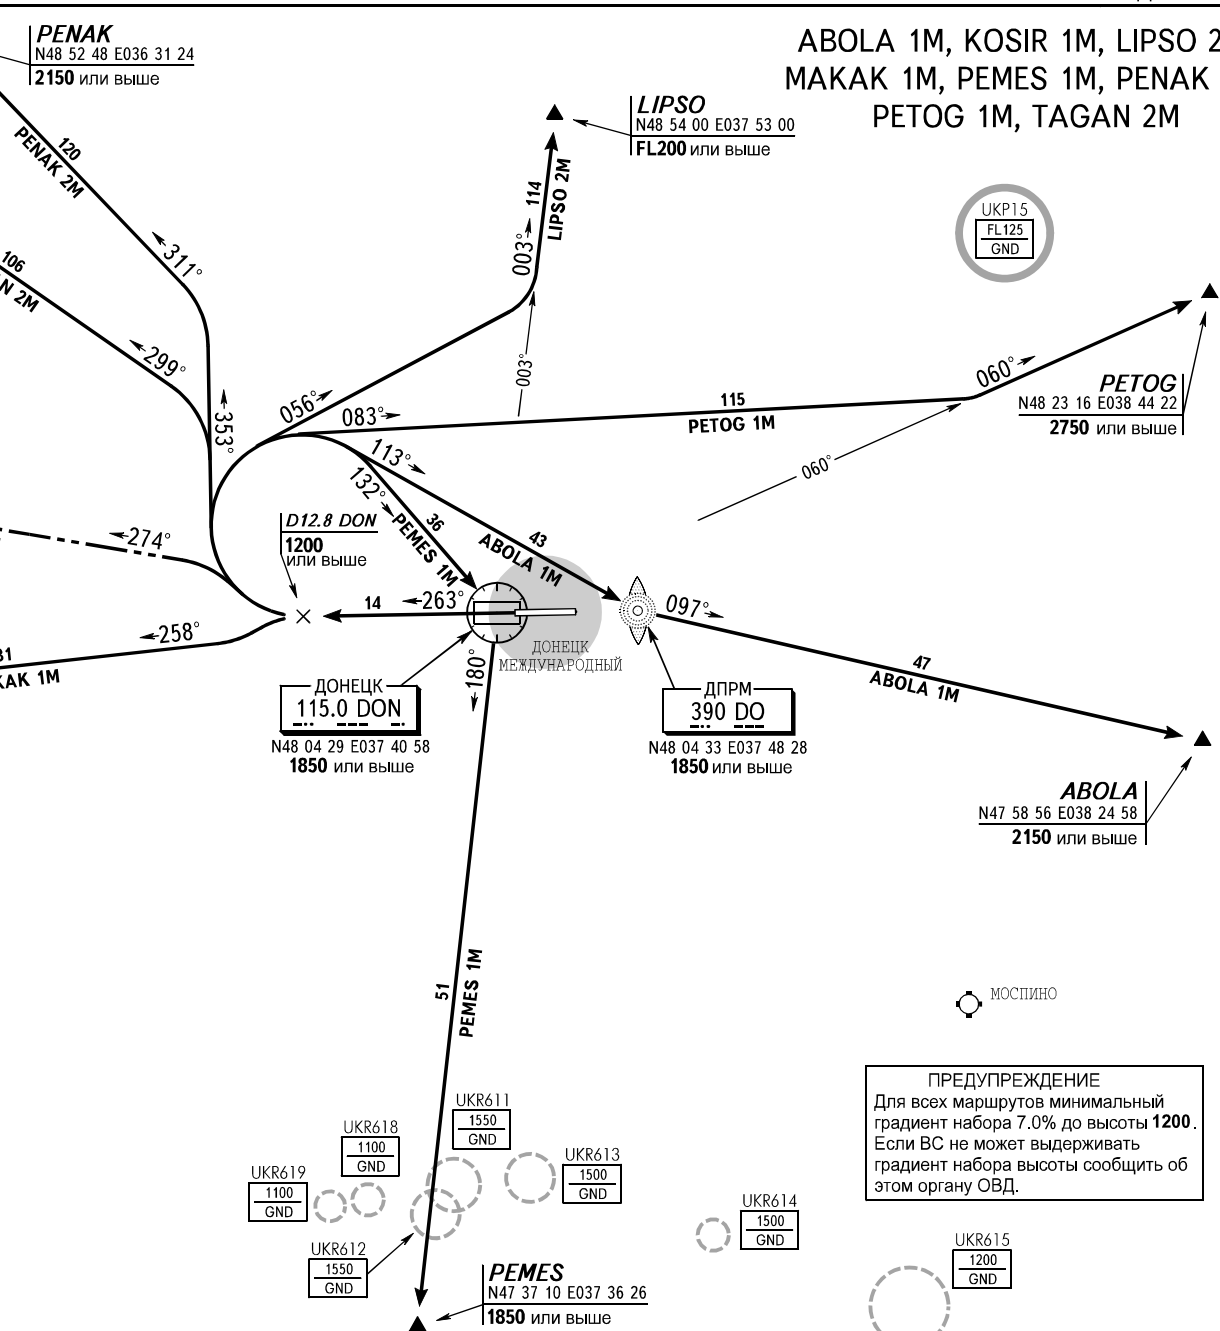 PENAK
N48 52 48 E036 31 24
2150 или выше
ABOLA 1M, KOSIR 1M, LIPSO 2
MAKAK 1M, PEMES 1M, PENAK
PETOG 1M, TAGAN 2M
LIPSO
N48 54 00 E037 53 00
FL200 или выше
120
PENAK 2M
114
LIPSO 2M
003°
UKP15
FL125
GND
106
N 2M
311°
299°
353°
056°
003°
083°
115
PETOG 1M
060°
060°
PETOG
N48 23 16 E038 44 22
2750 или выше
113°
132°
36
PEMES 1M
43
ABOLA 1M
D12.8 DON
1200
или выше
274°
258°
31
KAK 1M
14
263°
ДОНЕЦК
МЕЖДУНАРОДНЫЙ
097°
47
ABOLA 1M
180°
ДОНЕЦК
115.0 DON
N48 04 29 E037 40 58
1850 или выше
ДПРМ
390 DO
N48 04 33 E037 48 28
1850 или выше
ABOLA
N47 58 56 E038 24 58
2150 или выше
51
PEMES 1M
МОСПИНО
ПРЕДУПРЕЖДЕНИЕ
Для всех маршрутов минимальный
градиент набора 7.0% до высоты 1200.
Если ВС не может выдерживать
градиент набора высоты сообщить об
этом органу ОВД.
UKR611
1550
GND
UKR618
1100
GND
UKR619
1100
GND
UKR613
1500
GND
UKR614
1500
GND
UKR612
1550
GND
UKR615
1200
GND
PEMES
N47 37 10 E037 36 26
1850 или выше